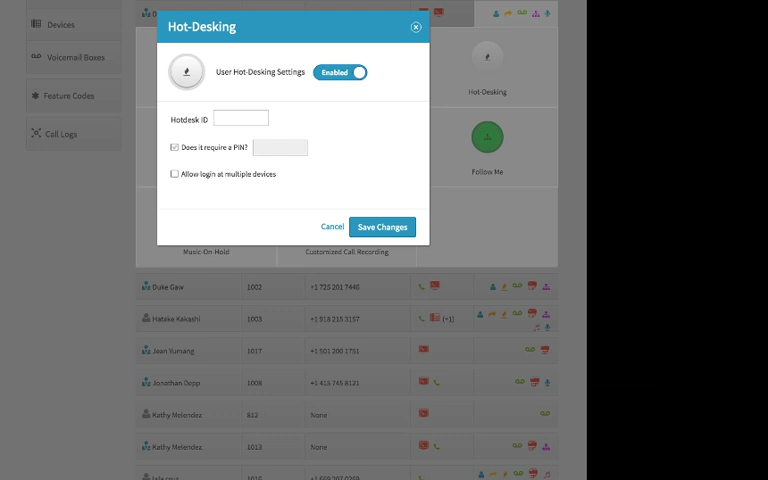 Devices
Hot-Desking
Voicemail Boxes
User Hot-Desking Settings
Enabled
Hot-Desking
Feature Codes
Hotdesk ID
Call Logs
Does it require a PIN?
Allow login at multiple devices
Follow Me
Cancel
Save Changes
Music-On-Hold
Customized Call Recording
Duke Gaw 1002 +1 725 201 7446
Hatake Kakashi 1003 +1 918 215 3157 (+1)
Jean Yumang 1017 +1 501 200 1751
Jonathan Depp 1008 +1 415 745 8121
Kathy Melendez 812 None
Kathy Melendez 1013 None